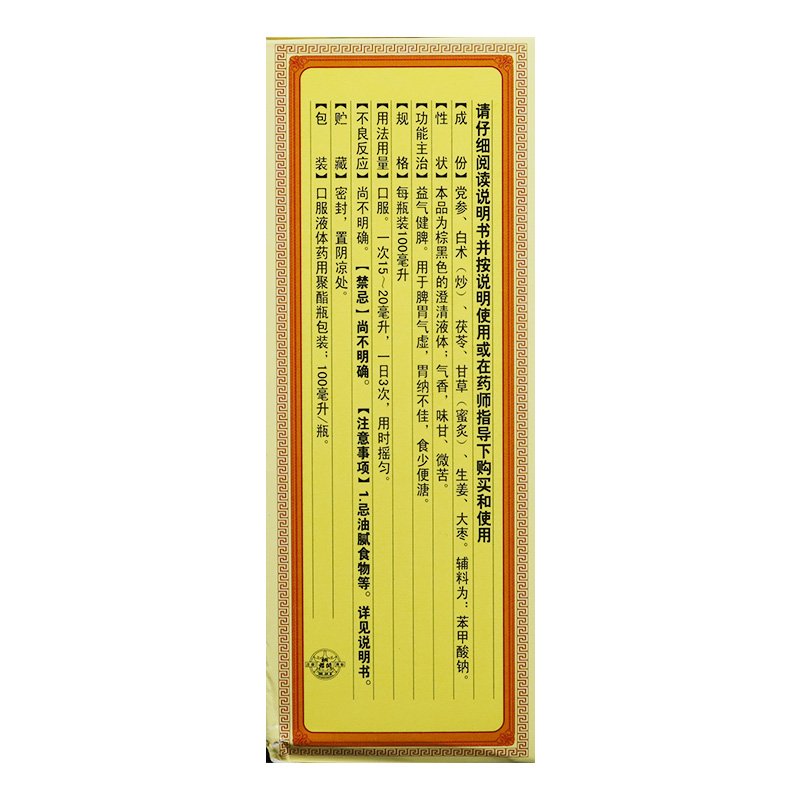 请仔细阅读说明书并按说明使用或在药师指导下购买和使用
【成 份】党参、白术（炒）、茯苓、甘草（蜜炙）、生姜、大枣。辅料为：苯甲酸钠。
【性 状】本品为棕黑色的澄清液体；气香，味甘、微苦。
【功能主治】益气健脾。用于脾胃气虚，胃纳不佳，食少便溏。
【规 格】每瓶装100毫升
【用法用量】口服。一次15～20毫升，一日3次，用时摇匀。
【不良反应】尚不明确。【禁忌】尚不明确。【注意事项】1.忌油腻食物等。详见说明书。
【贮 藏】密封，置阴凉处。
【包 装】口服液体药用聚酯瓶包装；100毫升/瓶。